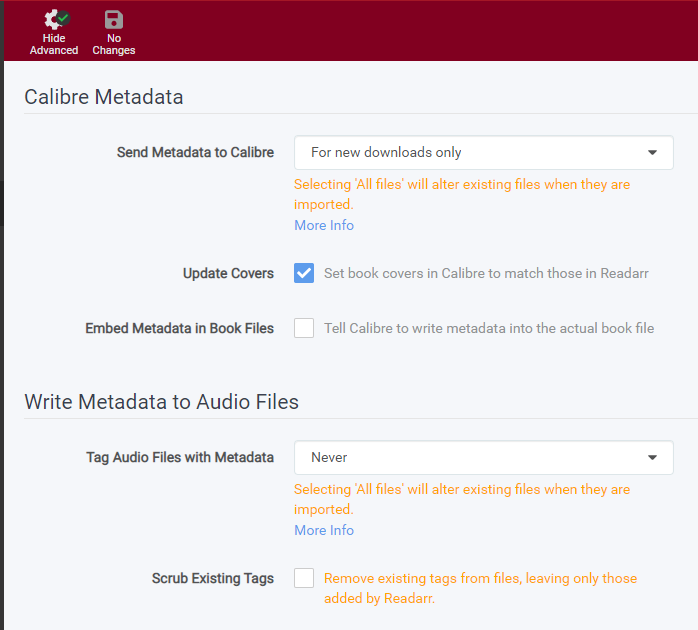 Hide
Advanced
No
Changes
Calibre Metadata
Send Metadata to Calibre
For new downloads only
Selecting 'All files' will alter existing files when they are
imported.
More Info
Update Covers
Set book covers in Calibre to match those in Readarr
Embed Metadata in Book Files
Tell Calibre to write metadata into the actual book file
Write Metadata to Audio Files
Tag Audio Files with Metadata
Never
Selecting 'All files' will alter existing files when they are
imported.
More Info
Scrub Existing Tags
Remove existing tags from files, leaving only those
added by Readarr.